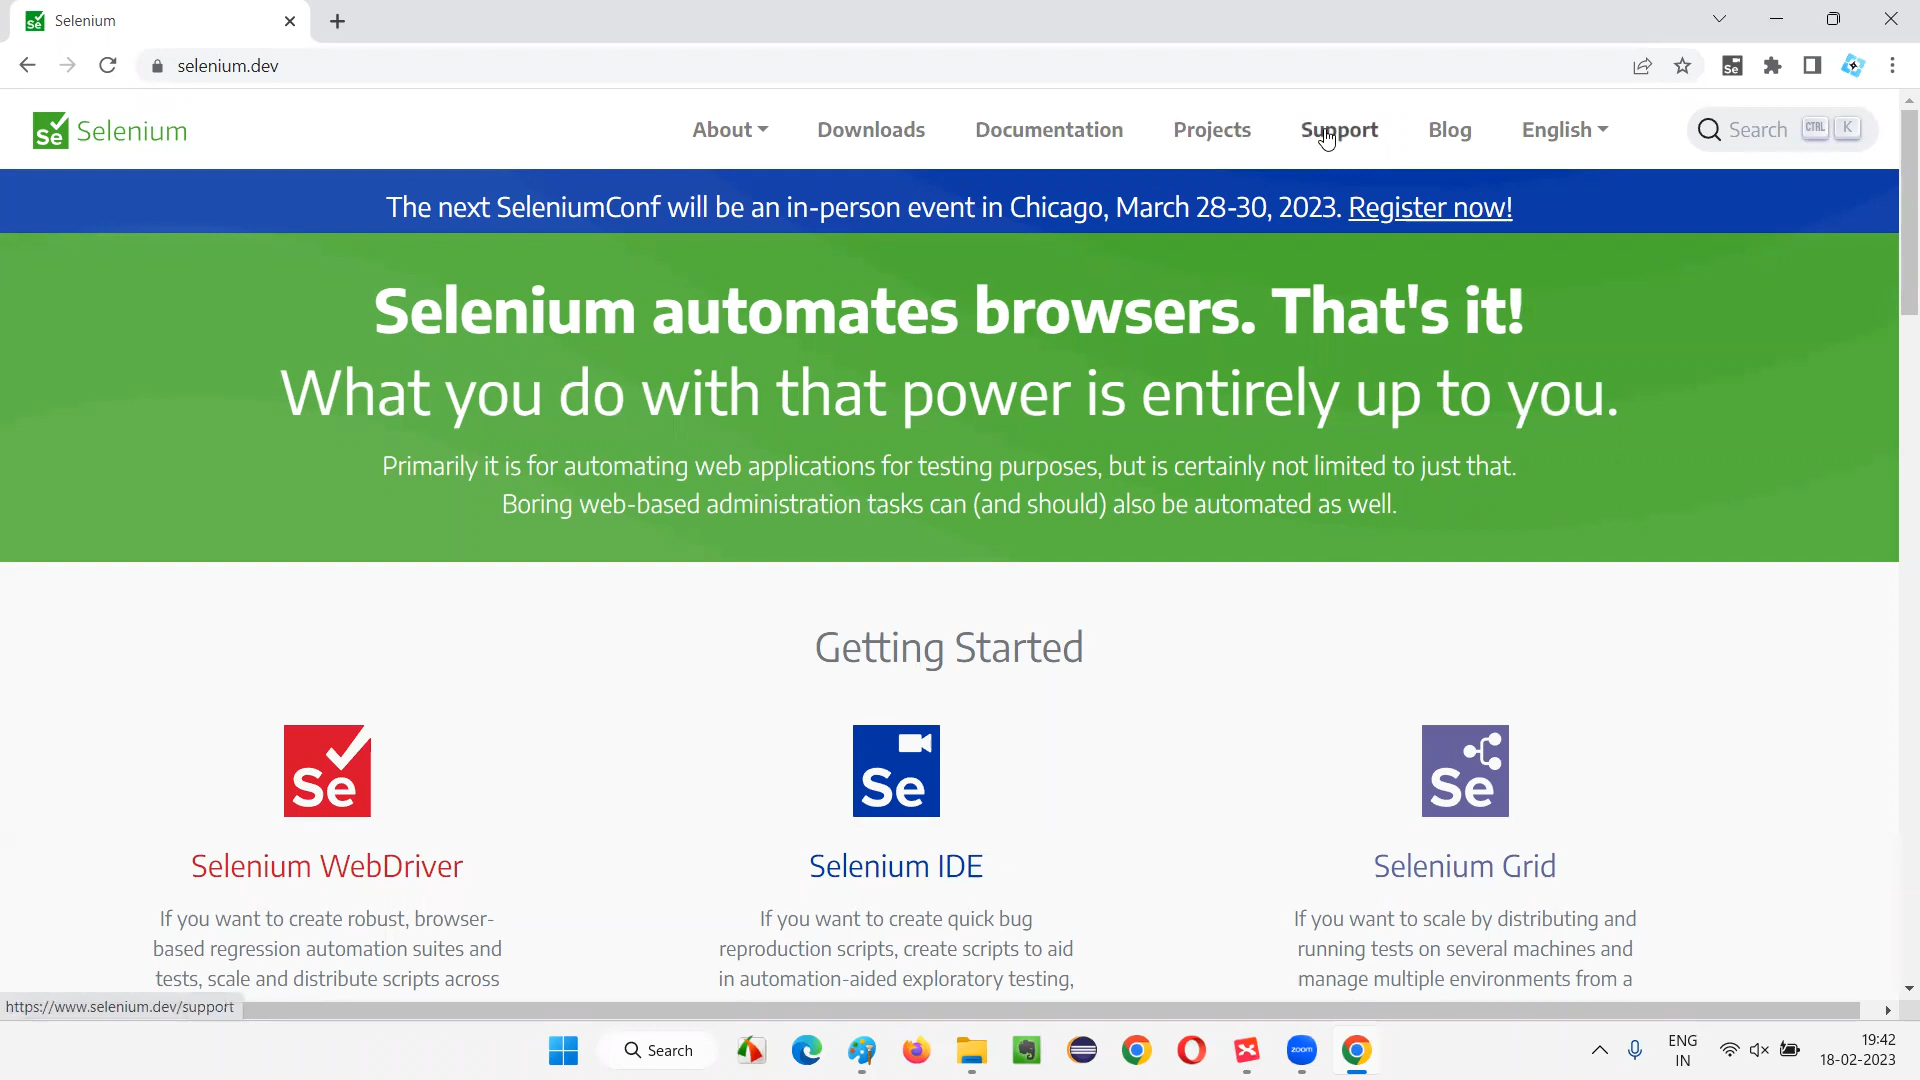 Selenium
selenium.dev
Se
Se Selenium
About
Downloads
Documentation
Projects
Support
Blog
English
Search CTRL K
The next SeleniumConf will be an in-person event in Chicago, March 28-30, 2023. Register now!
Selenium automates browsers. That's it!
What you do with that power is entirely up to you.
Primarily it is for automating web applications for testing purposes, but is certainly not limited to just that.
Boring web-based administration tasks can (and should) also be automated as well.
Getting Started
Se
Selenium WebDriver
If you want to create robust, browser-
based regression automation suites and
tests, scale and distribute scripts across
Se
Selenium IDE
If you want to create quick bug
reproduction scripts, create scripts to aid
in automation-aided exploratory testing,
Se
Selenium Grid
If you want to scale by distributing and
running tests on several machines and
manage multiple environments from a
https://www.selenium.dev/support
Search
zoom
ENG
IN
19:42
18-02-2023